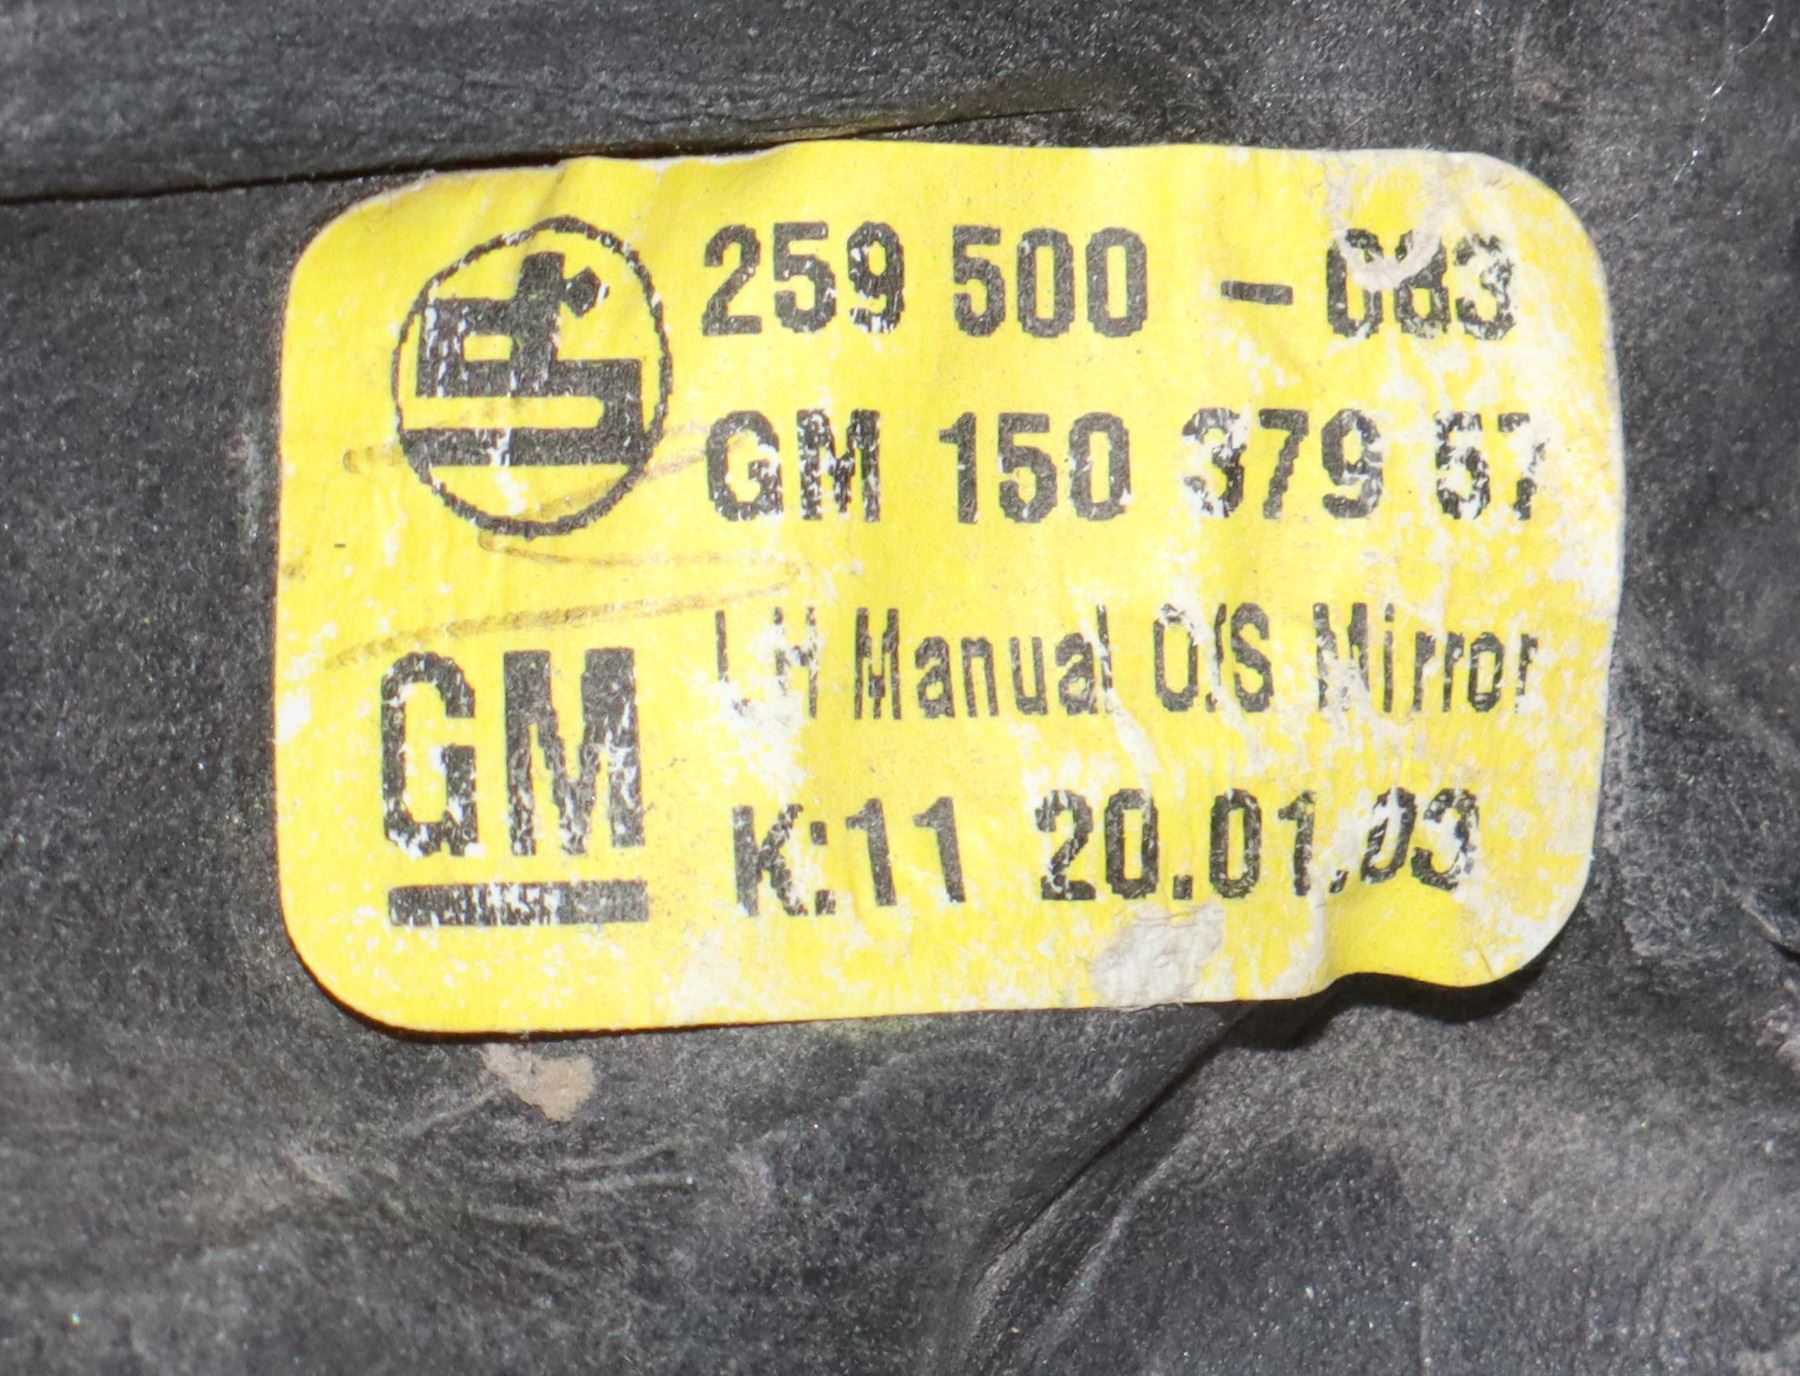 259 500 - 083
GM 150 379 57
LH Manual O/S Mirror
GM
K:11 20.01.03